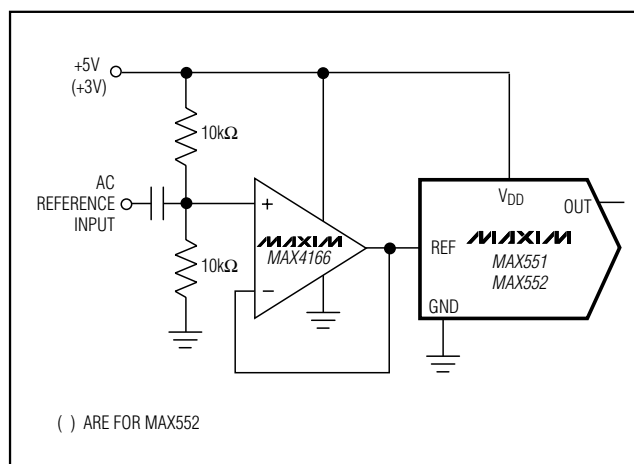 +5V
(+3V)
10kΩ
AC
REFERENCE
INPUT
+
MAXIM
MAX4166
10kΩ
−
VDD
OUT
REF
MAXIM
MAX551
MAX552
GND
( ) ARE FOR MAX552